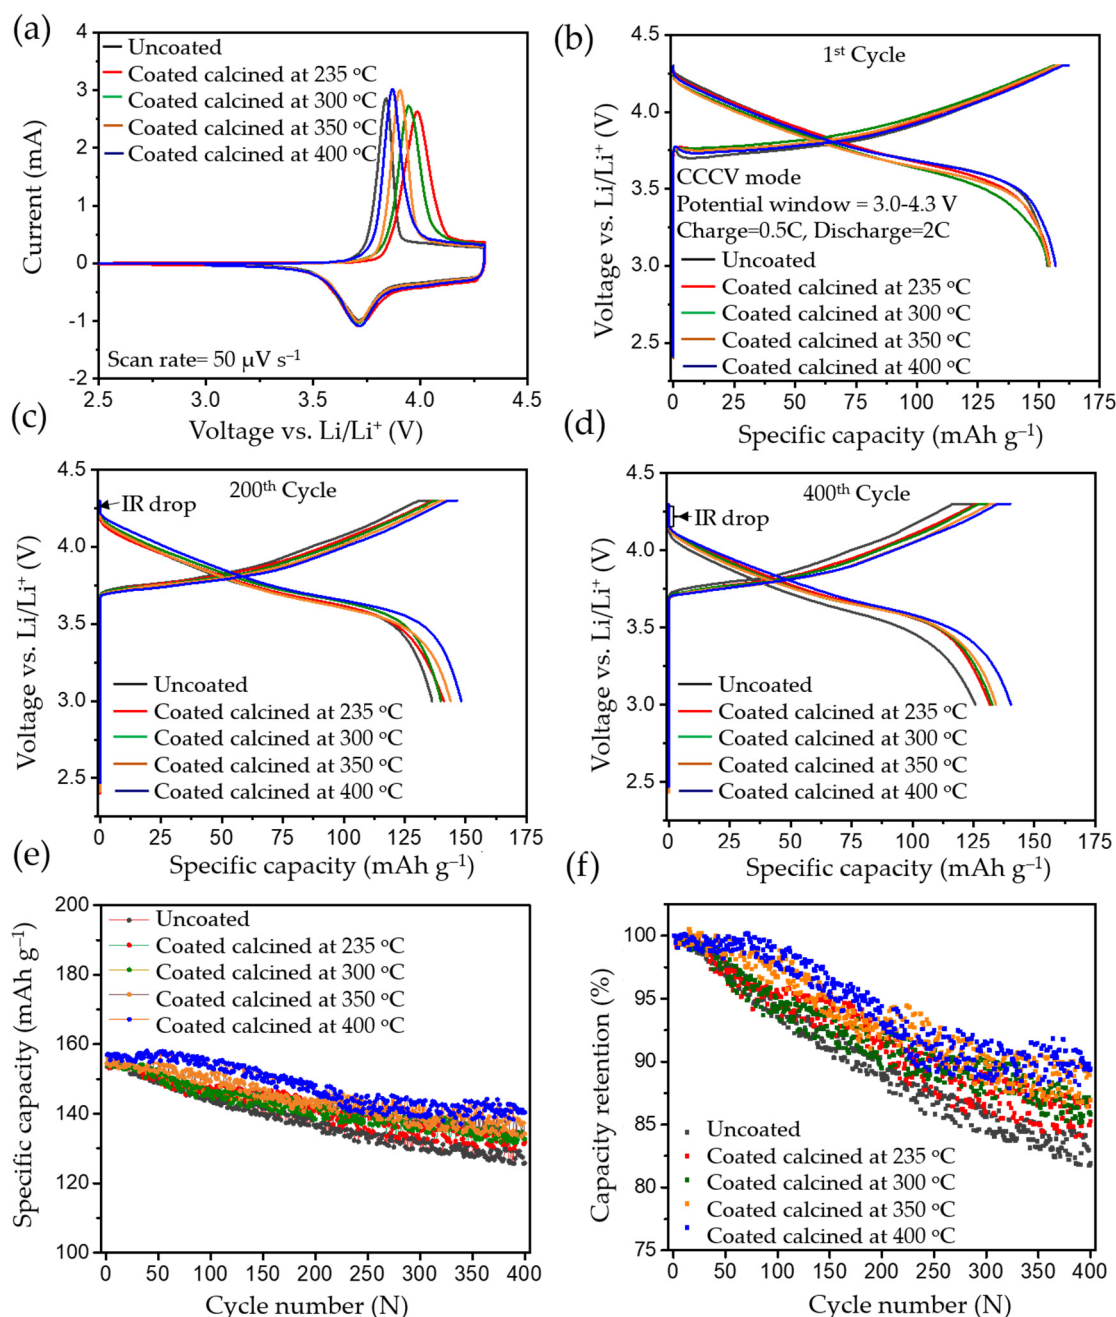 (a)
Uncoated
Coated calcined at 235 °C
Coated calcined at 300 °C
Coated calcined at 350 °C
Coated calcined at 400 °C
Scan rate= 50 µV s⁻¹
Current (mA)
4
3
2
1
0
-1
-2
2.5 3.0 3.5 4.0 4.5
Voltage vs. Li/Li⁺ (V)
(b)
1st Cycle
CCCV mode
Potential window = 3.0-4.3 V
Charge=0.5C, Discharge=2C
Uncoated
Coated calcined at 235 °C
Coated calcined at 300 °C
Coated calcined at 350 °C
Coated calcined at 400 °C
Voltage vs. Li/Li⁺ (V)
4.5
4.0
3.5
3.0
2.5
0 25 50 75 100 125 150 175
Specific capacity (mAh g⁻¹)
(c)
200th Cycle
IR drop
Uncoated
Coated calcined at 235 °C
Coated calcined at 300 °C
Coated calcined at 350 °C
Coated calcined at 400 °C
Voltage vs. Li/Li⁺ (V)
4.5
4.0
3.5
3.0
2.5
0 25 50 75 100 125 150 175
Specific capacity (mAh g⁻¹)
(d)
400th Cycle
IR drop
Uncoated
Coated calcined at 235 °C
Coated calcined at 300 °C
Coated calcined at 350 °C
Coated calcined at 400 °C
Voltage vs. Li/Li⁺ (V)
4.5
4.0
3.5
3.0
2.5
0 25 50 75 100 125 150 175
Specific capacity (mAh g⁻¹)
(e)
Uncoated
Coated calcined at 235 °C
Coated calcined at 300 °C
Coated calcined at 350 °C
Coated calcined at 400 °C
Specific capacity (mAh g⁻¹)
200
180
160
140
120
100
0 50 100 150 200 250 300 350 400
Cycle number (N)
(f)
Uncoated
Coated calcined at 235 °C
Coated calcined at 300 °C
Coated calcined at 350 °C
Coated calcined at 400 °C
Capacity retention (%)
100
95
90
85
80
75
0 50 100 150 200 250 300 350 400
Cycle number (N)